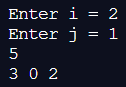 Enter i = 2
Enter j = 1
5
3 0 2